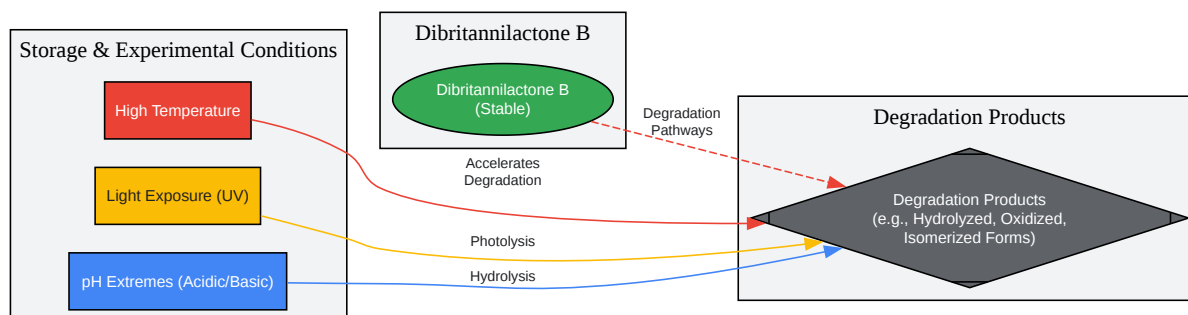 Storage & Experimental Conditions
High Temperature
Light Exposure (UV)
pH Extremes (Acidic/Basic)
Dibritannilactone B
Dibritannilactone B
(Stable)
Accelerates
Degradation
Photolysis
Hydrolysis
Degradation
Pathways
Degradation Products
Degradation Products
(e.g., Hydrolyzed, Oxidized,
Isomerized Forms)